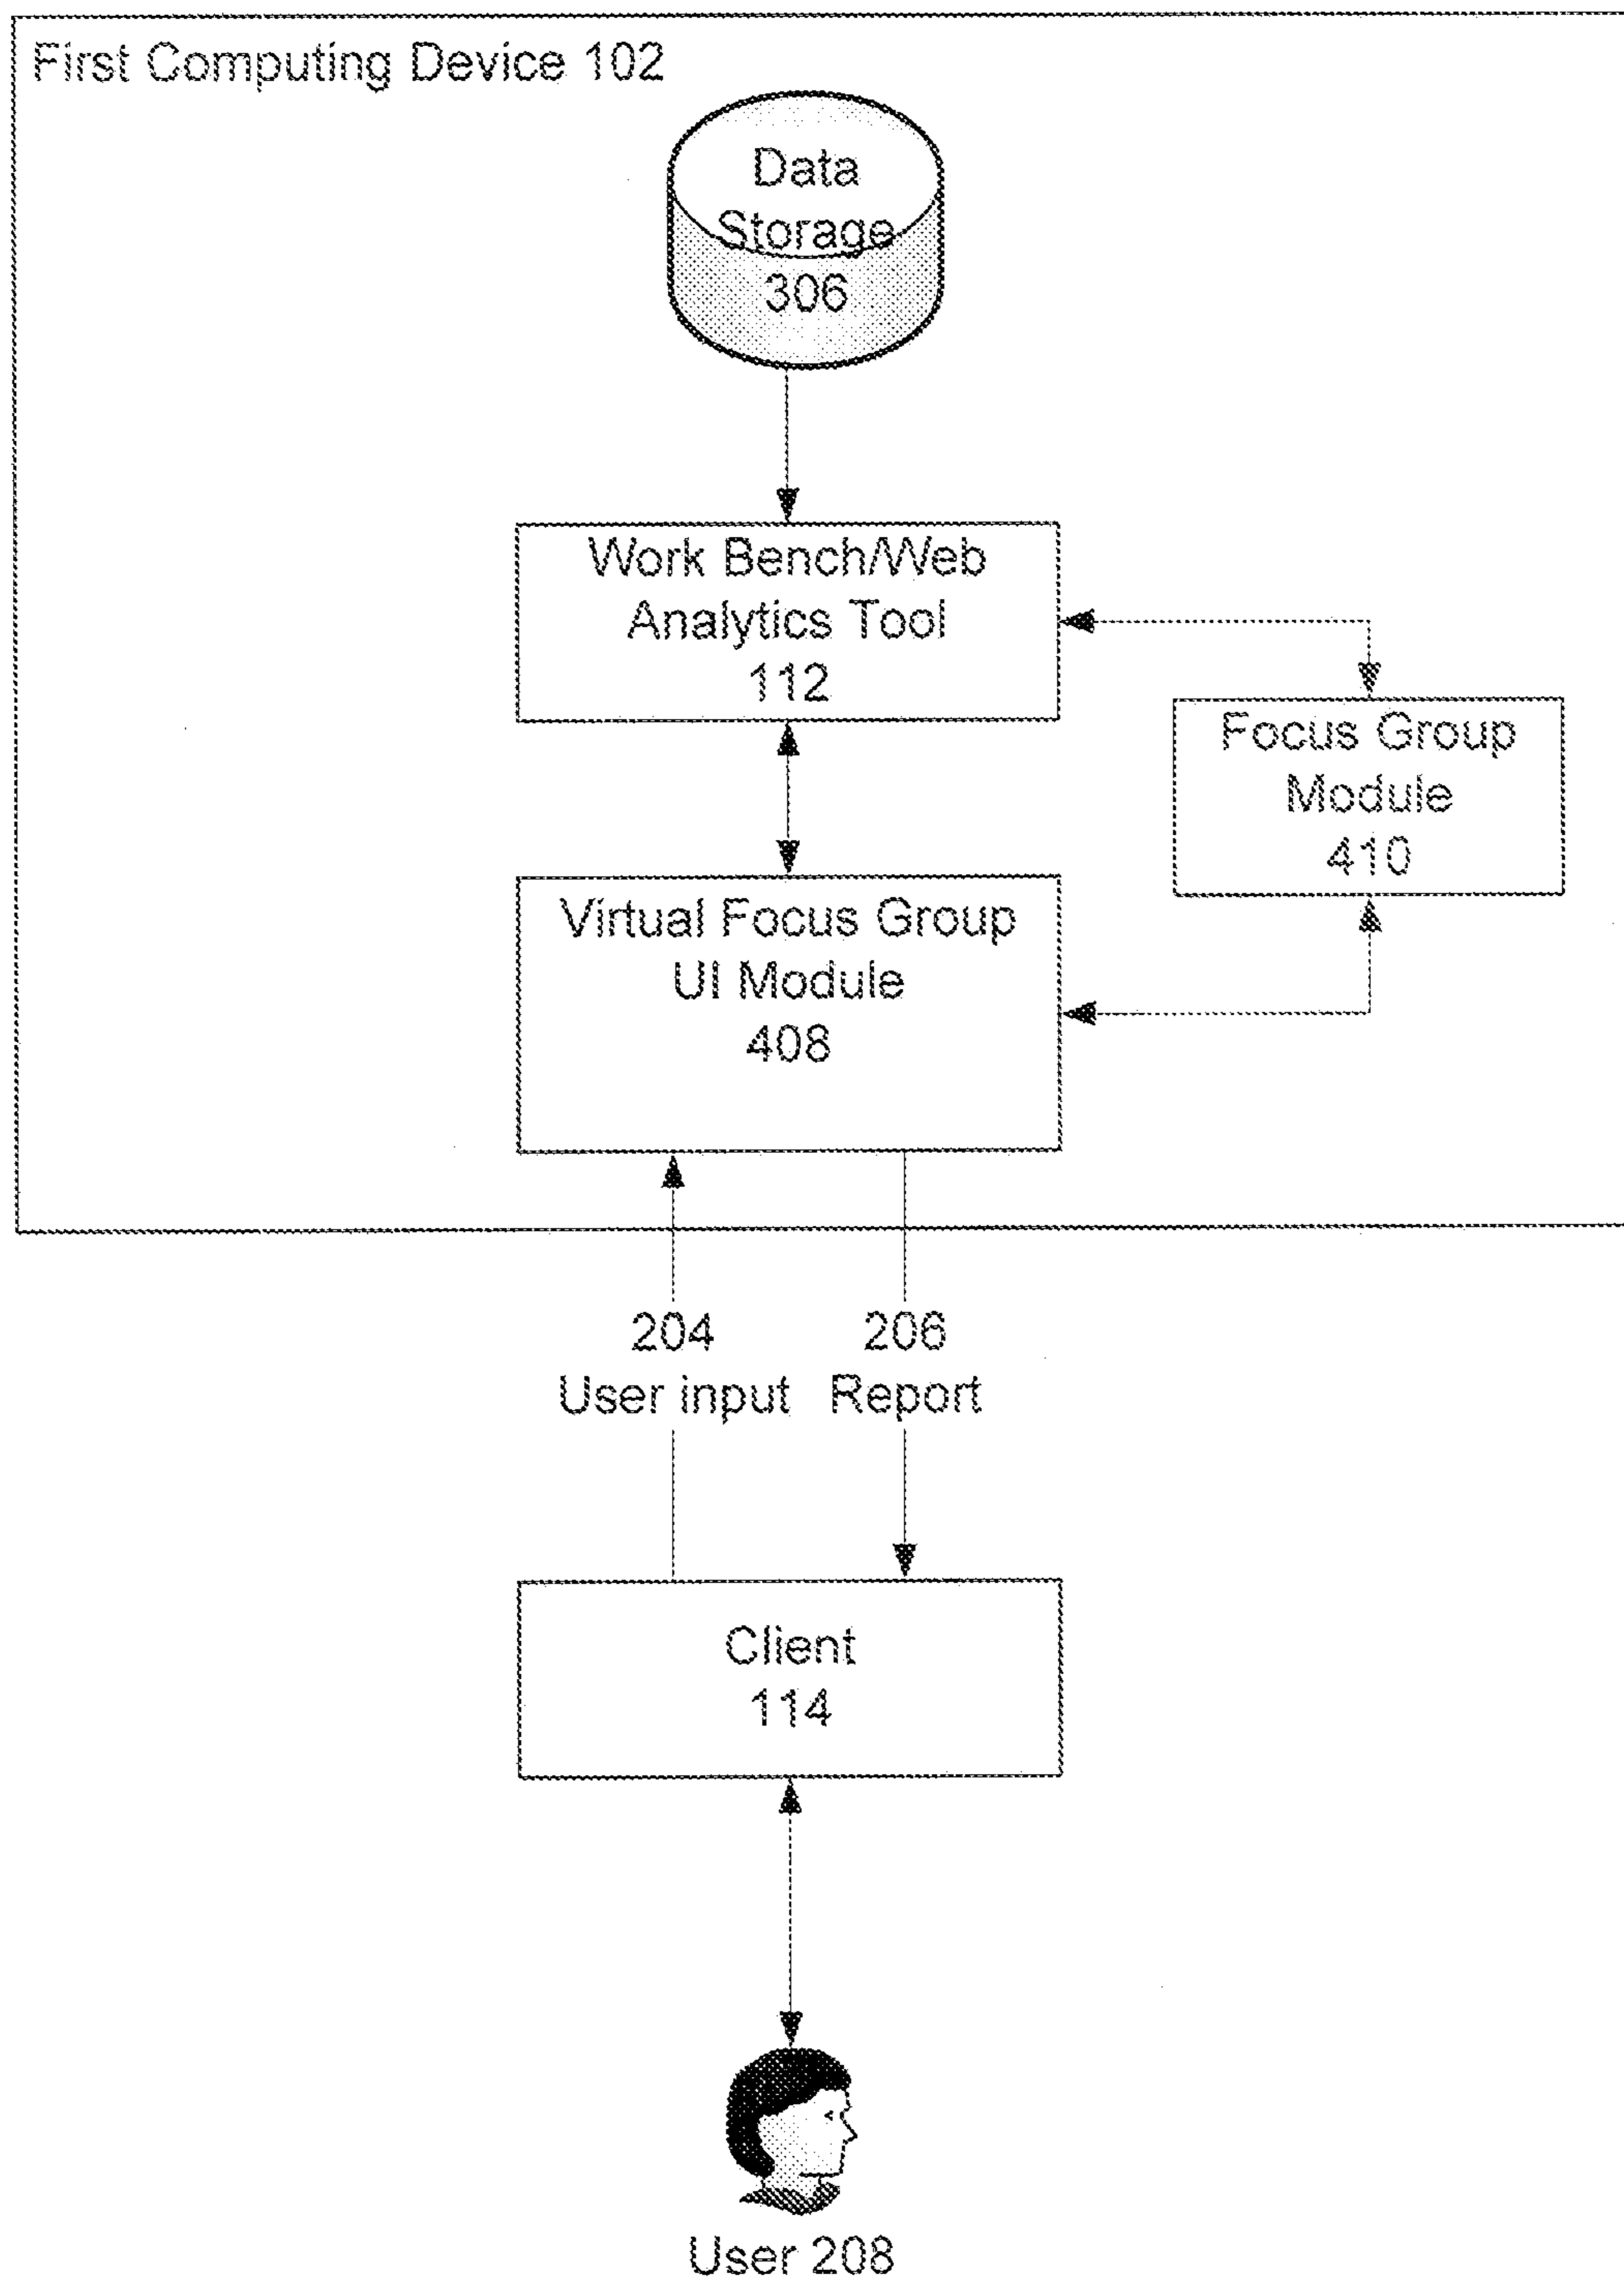 First Computing Device 102
Data
Storage
306
Work Bench/Web
Analytics Tool
112
Focus Group
Module
410
Virtual Focus Group
UI Module
408
204
User input
206
Report
Client
114
User 208